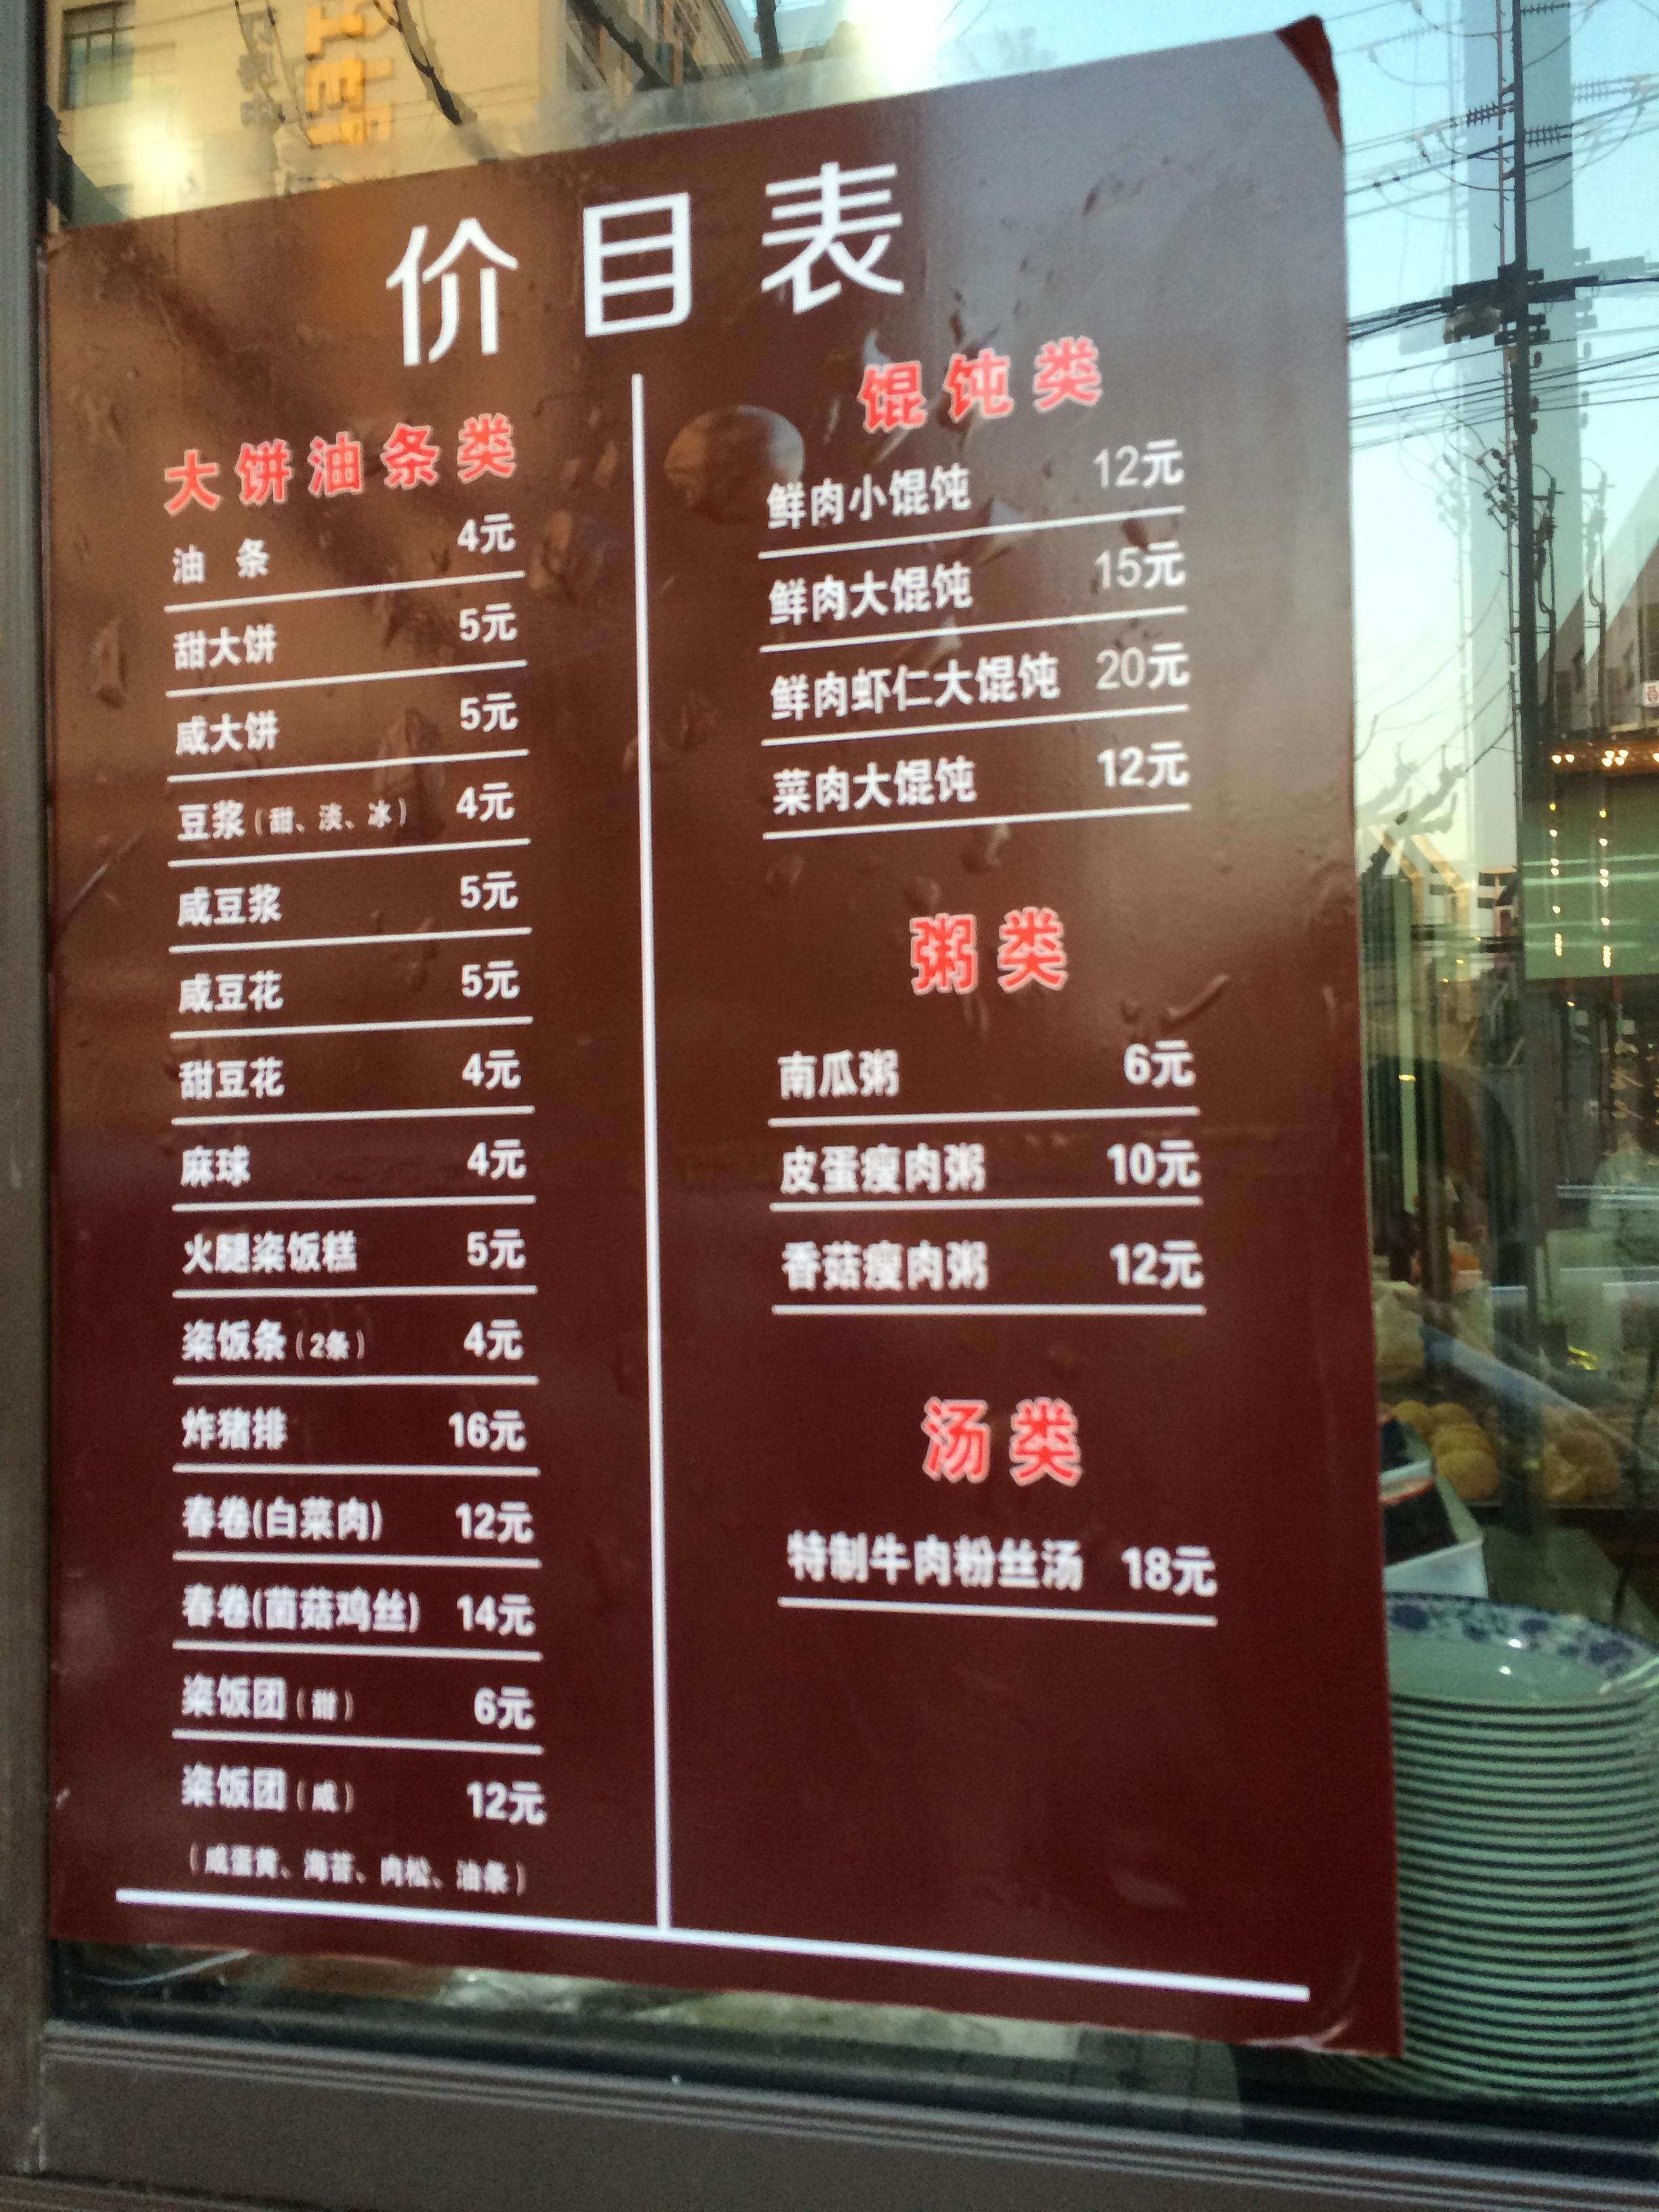 价目表
大饼油条类
油条 4元
甜大饼 5元
咸大饼 5元
豆浆（甜、淡、冰） 4元
咸豆浆 5元
咸豆花 5元
甜豆花 4元
麻球 4元
火腿粢饭糕 5元
粢饭条（2条） 4元
炸猪排 16元
春卷(白菜肉) 12元
春卷(菌菇鸡丝) 14元
粢饭团（甜） 6元
粢饭团（咸） 12元
（咸蛋黄、海苔、肉松、油条）
馄饨类
鲜肉小馄饨 12元
鲜肉大馄饨 15元
鲜肉虾仁大馄饨 20元
菜肉大馄饨 12元
粥类
南瓜粥 6元
皮蛋瘦肉粥 10元
香菇瘦肉粥 12元
汤类
特制牛肉粉丝汤 18元